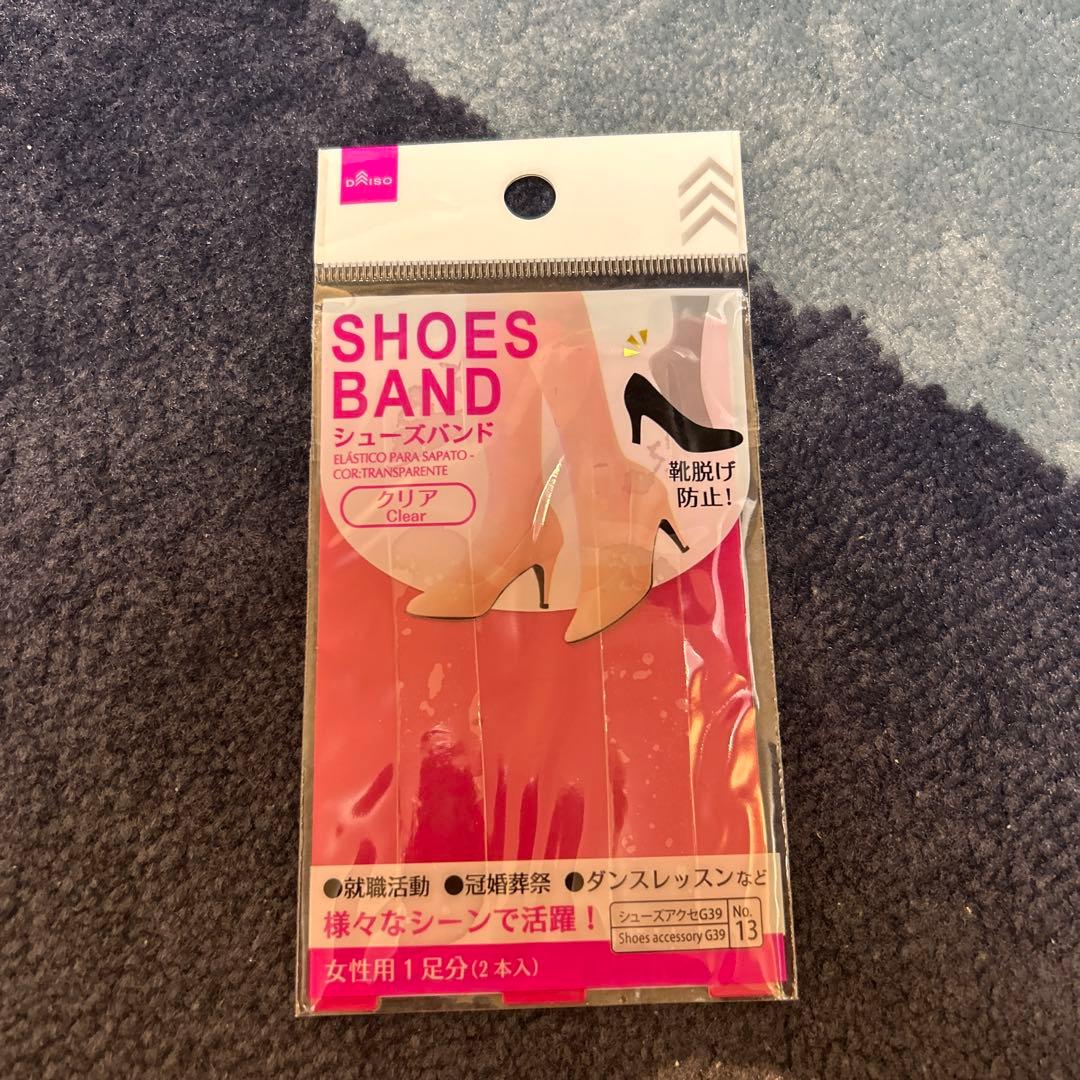 DAISO
SHOES
BAND
シューズバンド
ELÁSTICO PARA SAPATO -
COR:TRANSPARENTE
クリア
Clear
靴脱げ
防止!
●就職活動 ●冠婚葬祭 ●ダンスレッスンなど
様々なシーンで活躍!
シューズアクセG39
Shoes accessory G39
No.
13
女性用1足分(2本入)